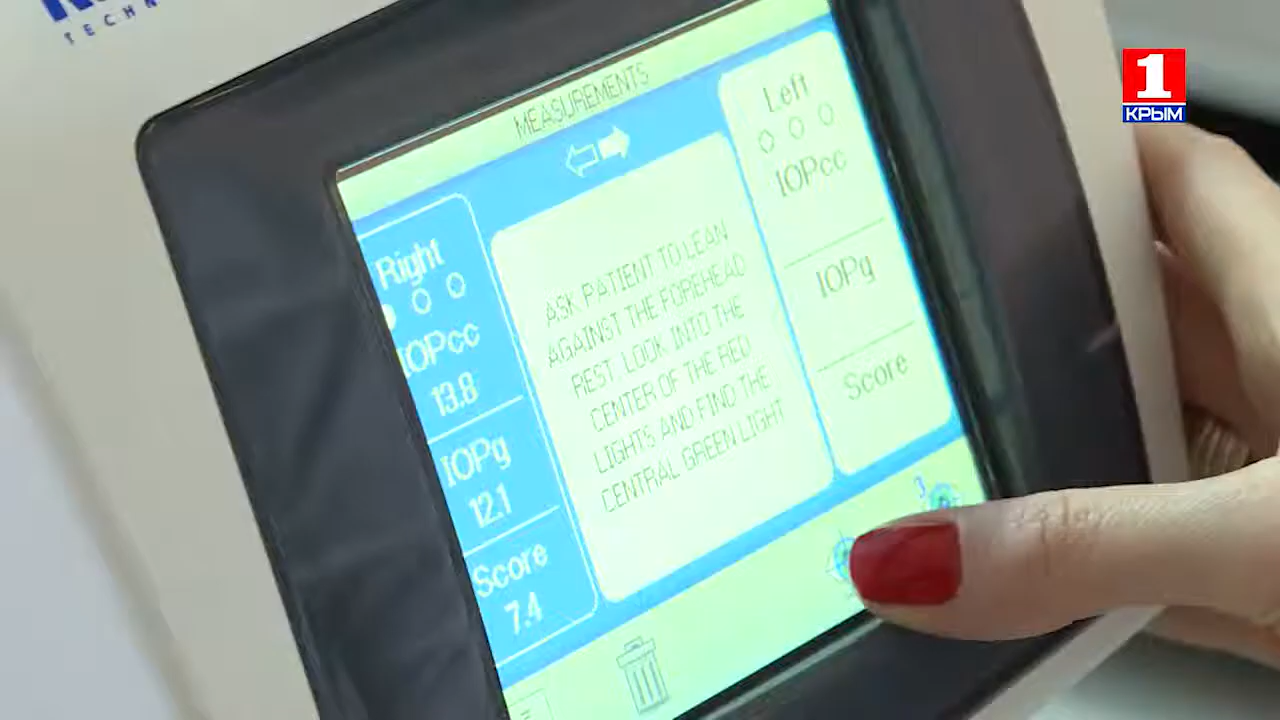 TECHN
MEASUREMENTS
1
КРЫМ
Right
IOPcc
13.8
IOPg
12.1
Score
7.4
ASK PATIENT TO LEAN
AGAINST THE FOREHEAD
REST. LOOK INTO THE
CENTER OF THE RED
LIGHTS AND FIND THE
CENTRAL GREEN LIGHT
Left
IOPcc
IOPg
Score
3